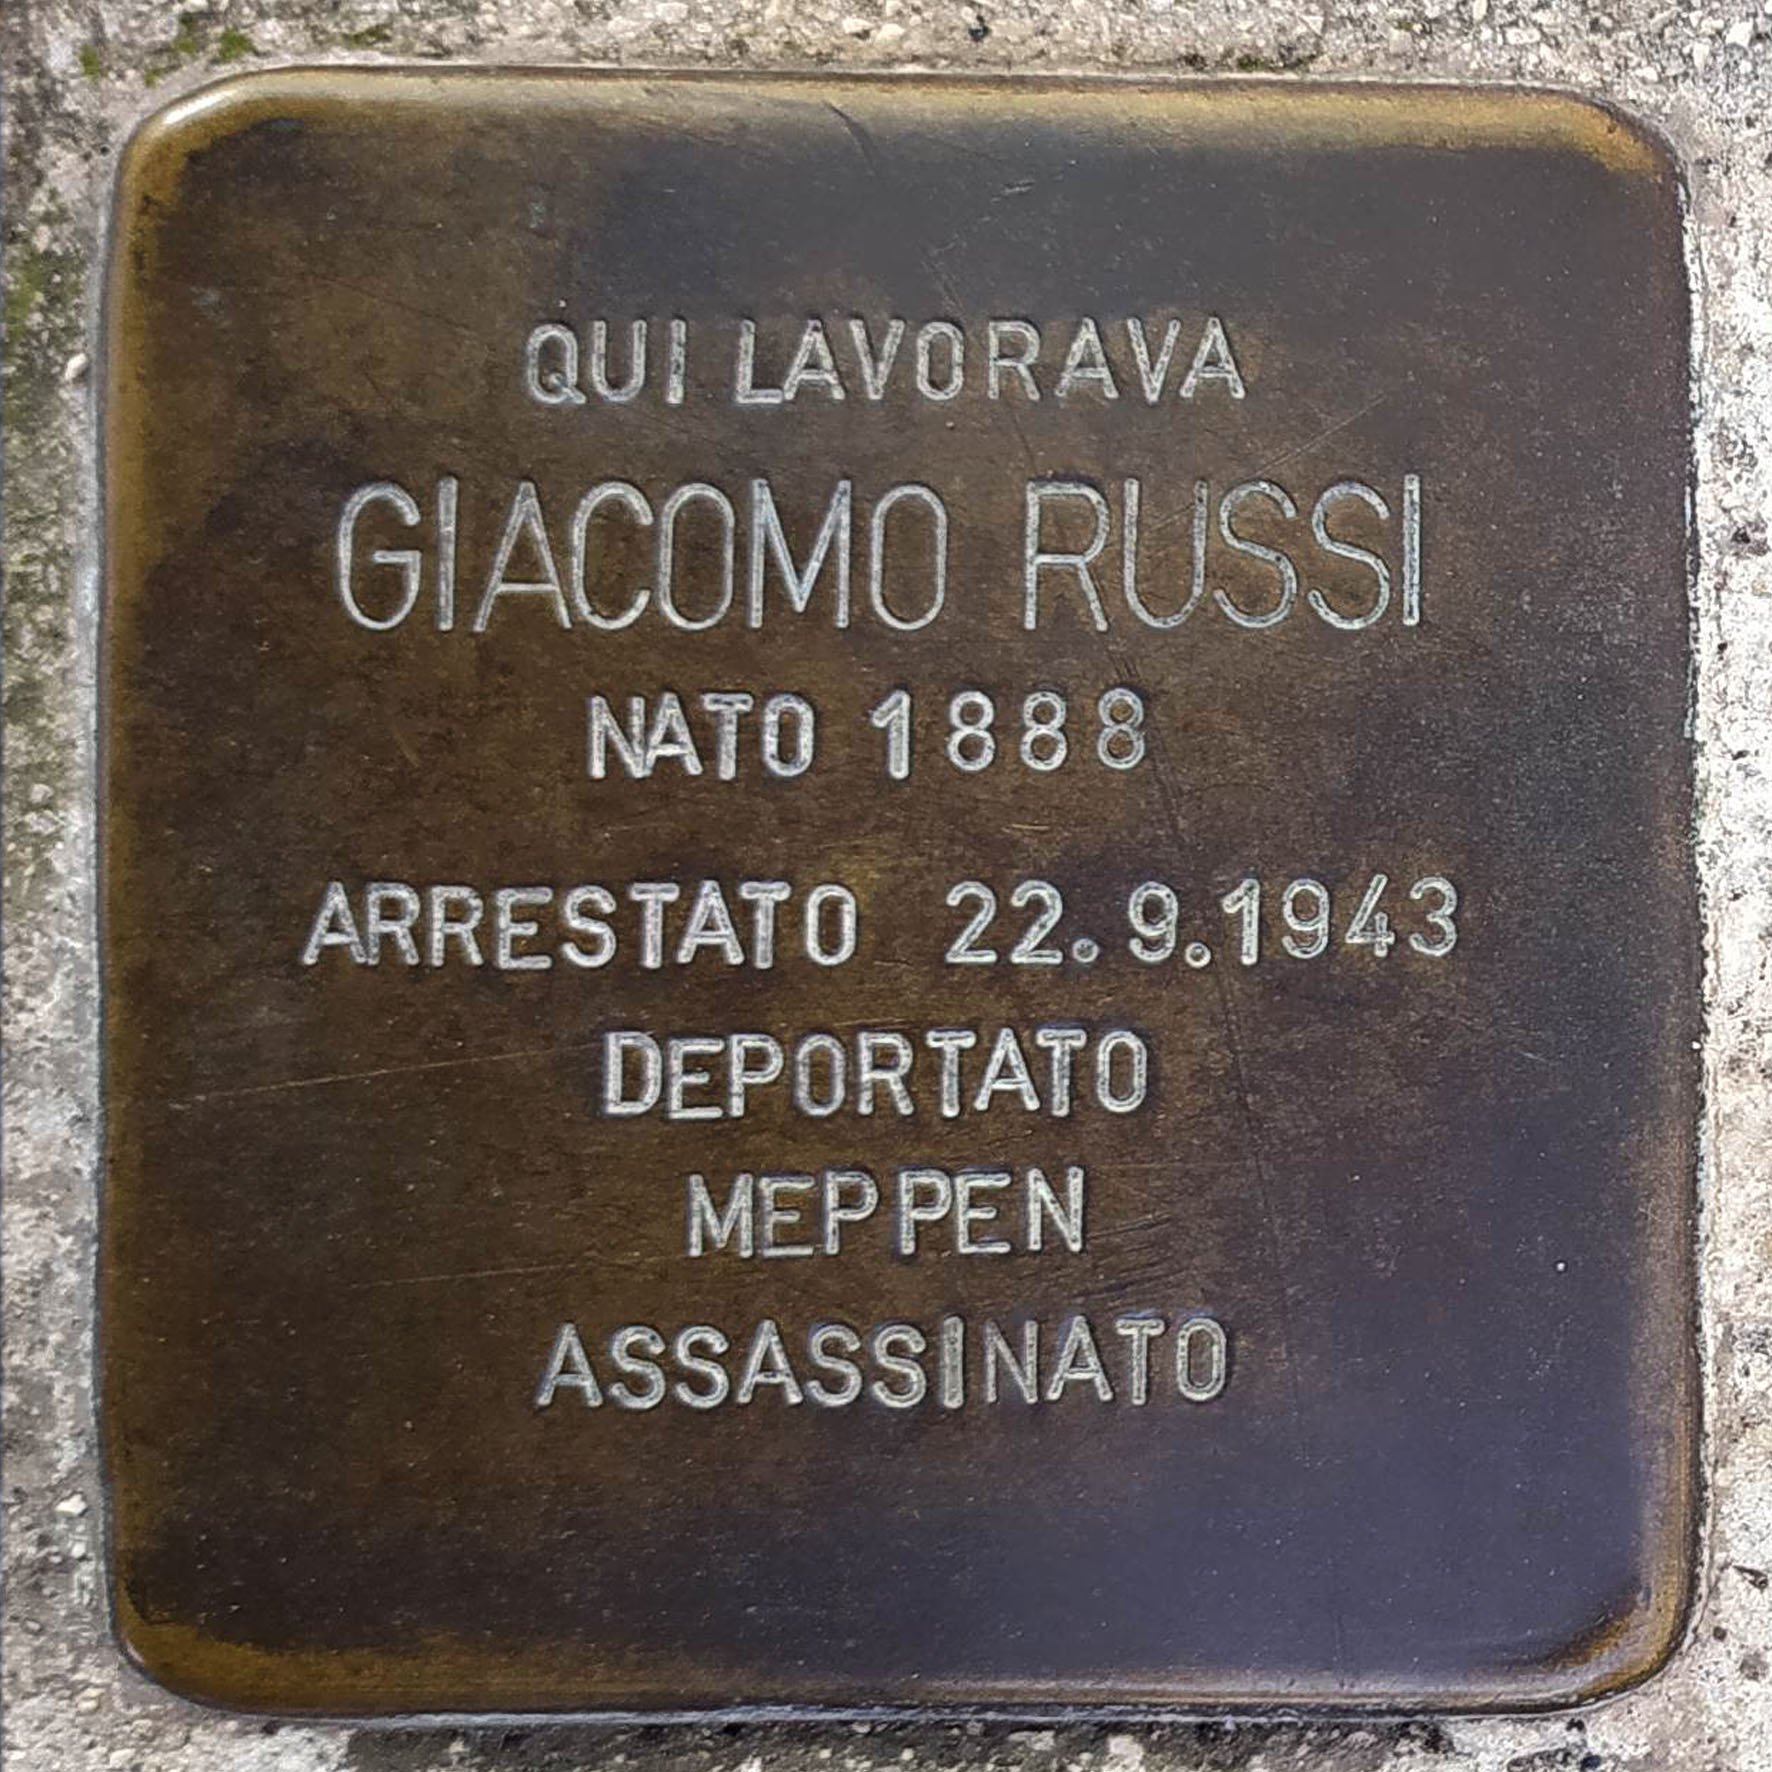 QUI LAVORAVA
GIACOMO RUSSI
NATO 1888
ARRESTATO 22.9.1943
DEPORTATO
MEPPEN
ASSASSINATO